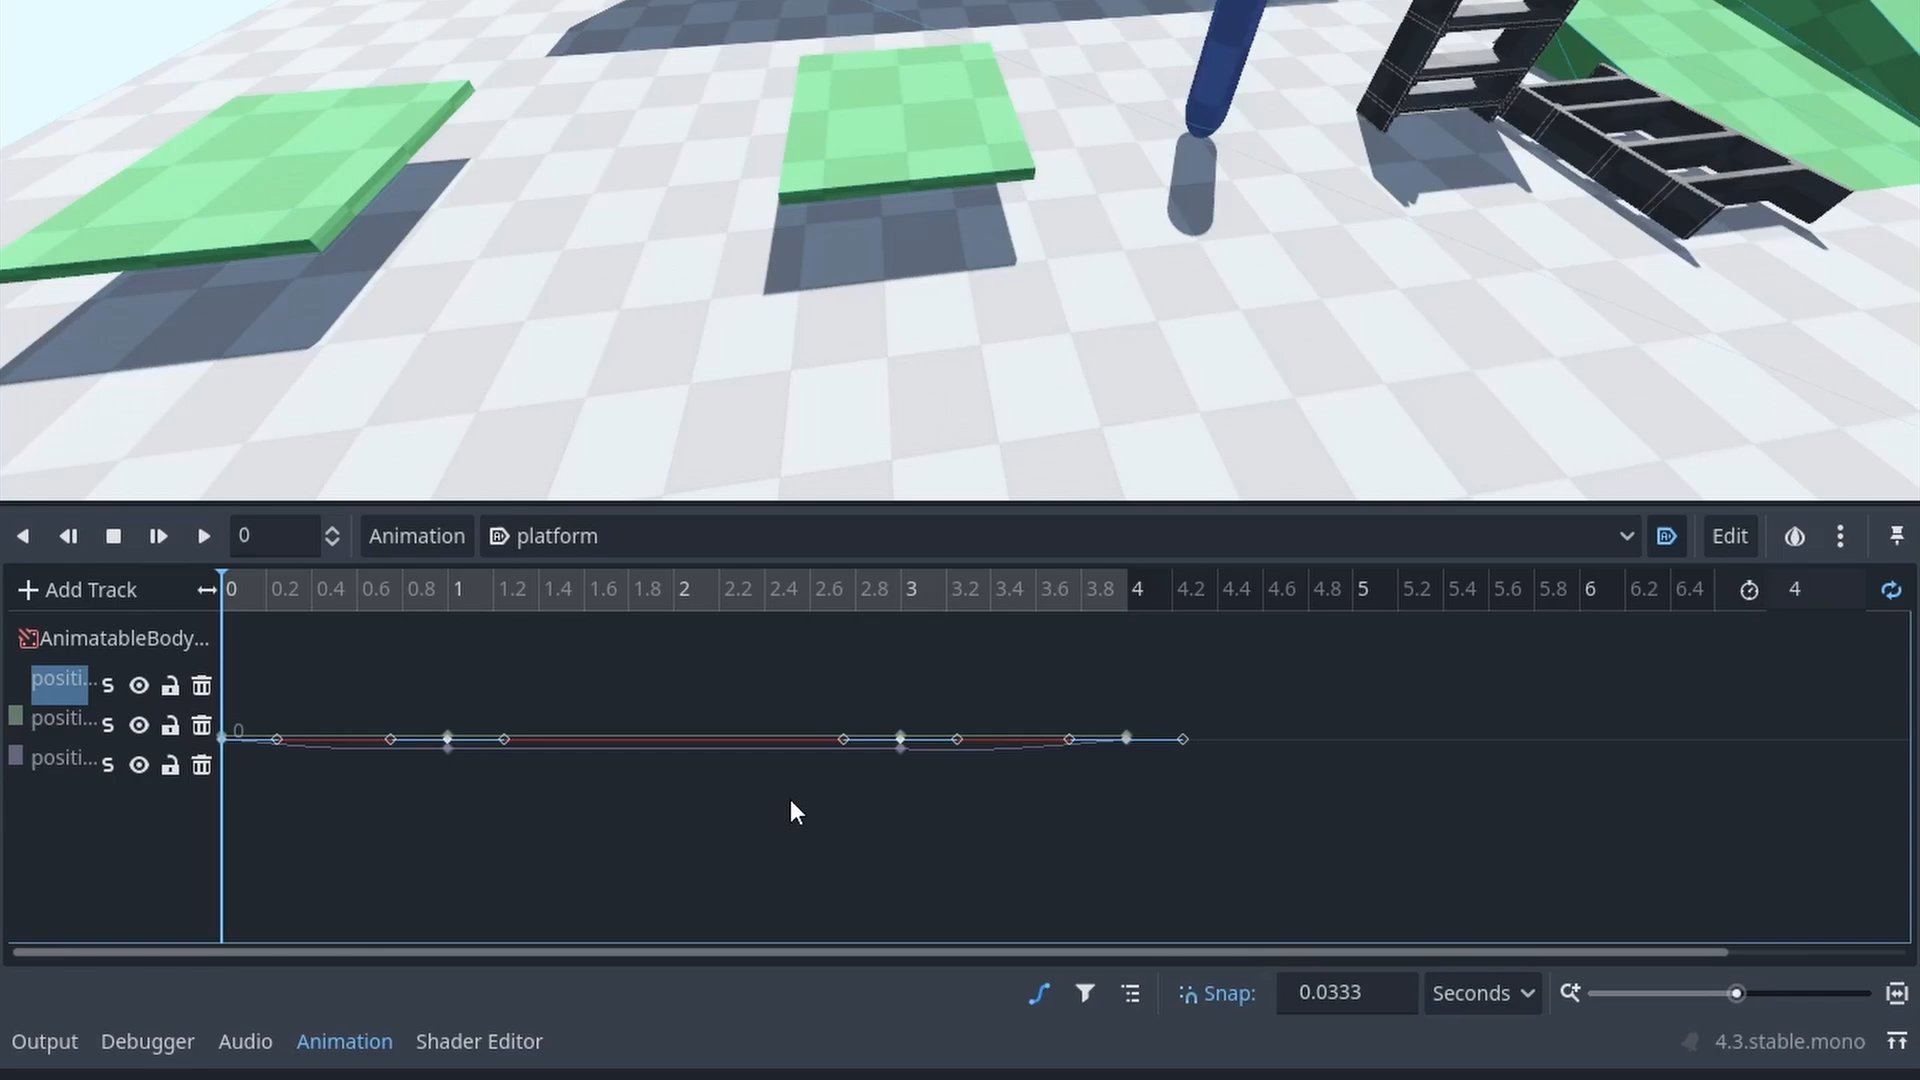 0 Animation platform Edit
Add Track 0 0.2 0.4 0.6 0.8 1 1.2 1.4 1.6 1.8 2 2.2 2.4 2.6 2.8 3 3.2 3.4 3.6 3.8 4 4.2 4.4 4.6 4.8 5 5.2 5.4 5.6 5.8 6 6.2 6.4 4
AnimatableBody...
positi... S
positi... S
0
positi... S
Snap: 0.0333 Seconds
Output Debugger Audio Animation Shader Editor 4.3.stable.mono